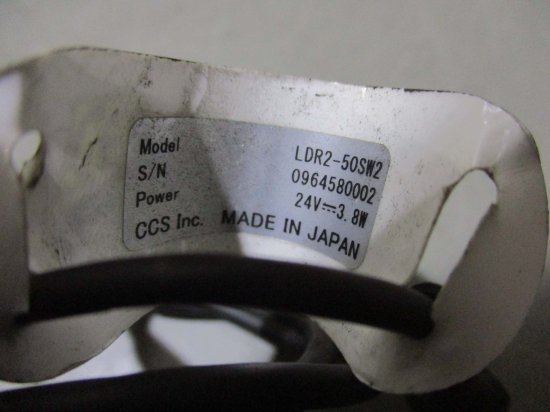 Model LDR2-50SW2
S/N 0964580002
Power 24V⎓3.8W
CCS Inc. MADE IN JAPAN